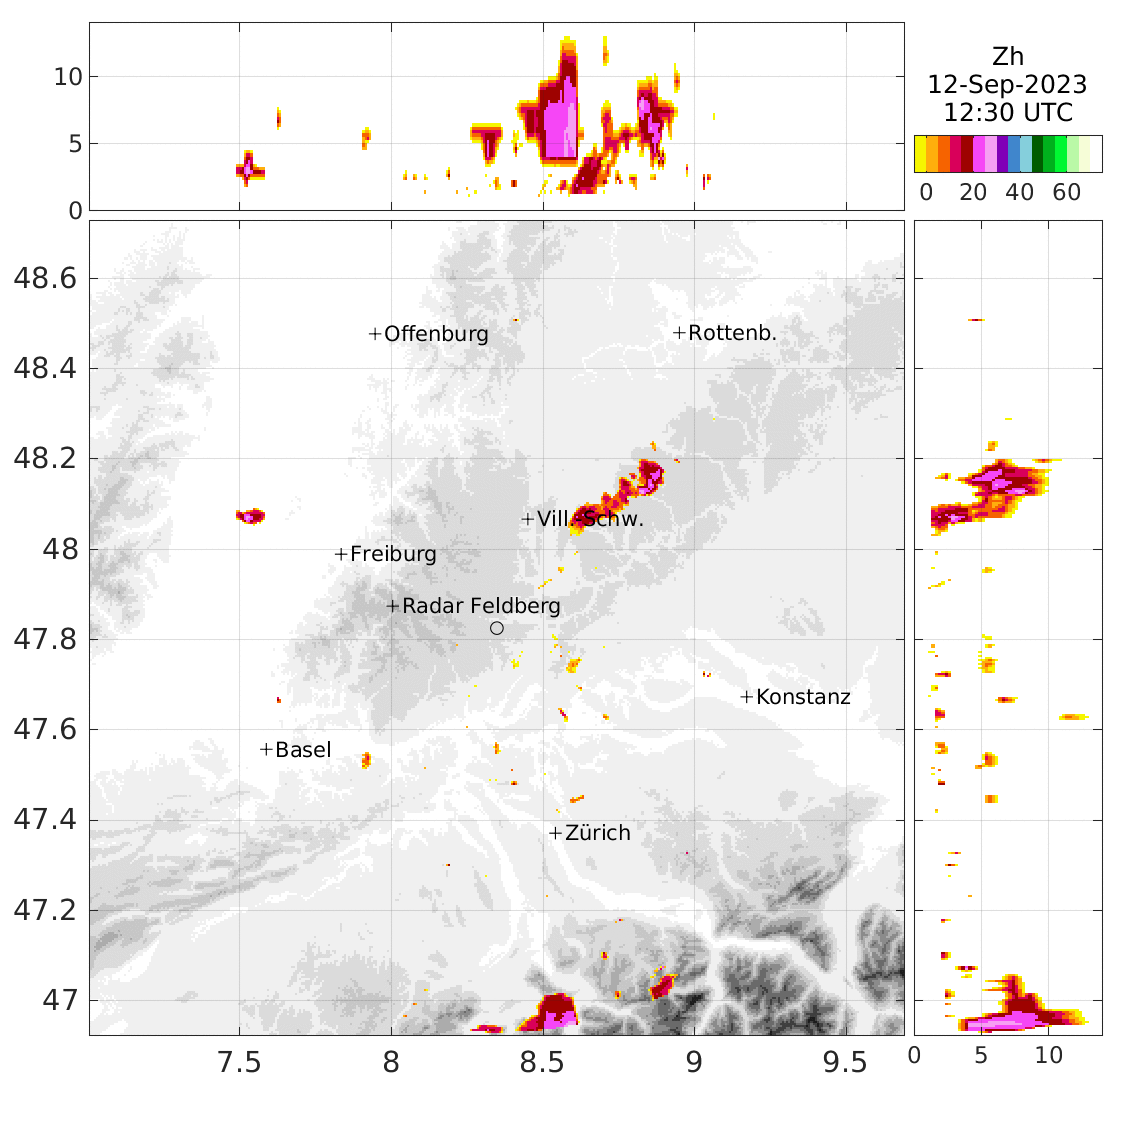 10
5
0
Zh
12-Sep-2023
12:30 UTC
0 20 40 60
48.6
48.4
48.2
48
47.8
47.6
47.4
47.2
47
+Offenburg
+Rottenb.
+Vill.-Schw.
+Freiburg
+Radar Feldberg
+Konstanz
+Basel
+Zürich
7.5 8 8.5 9 9.5
0 5 10